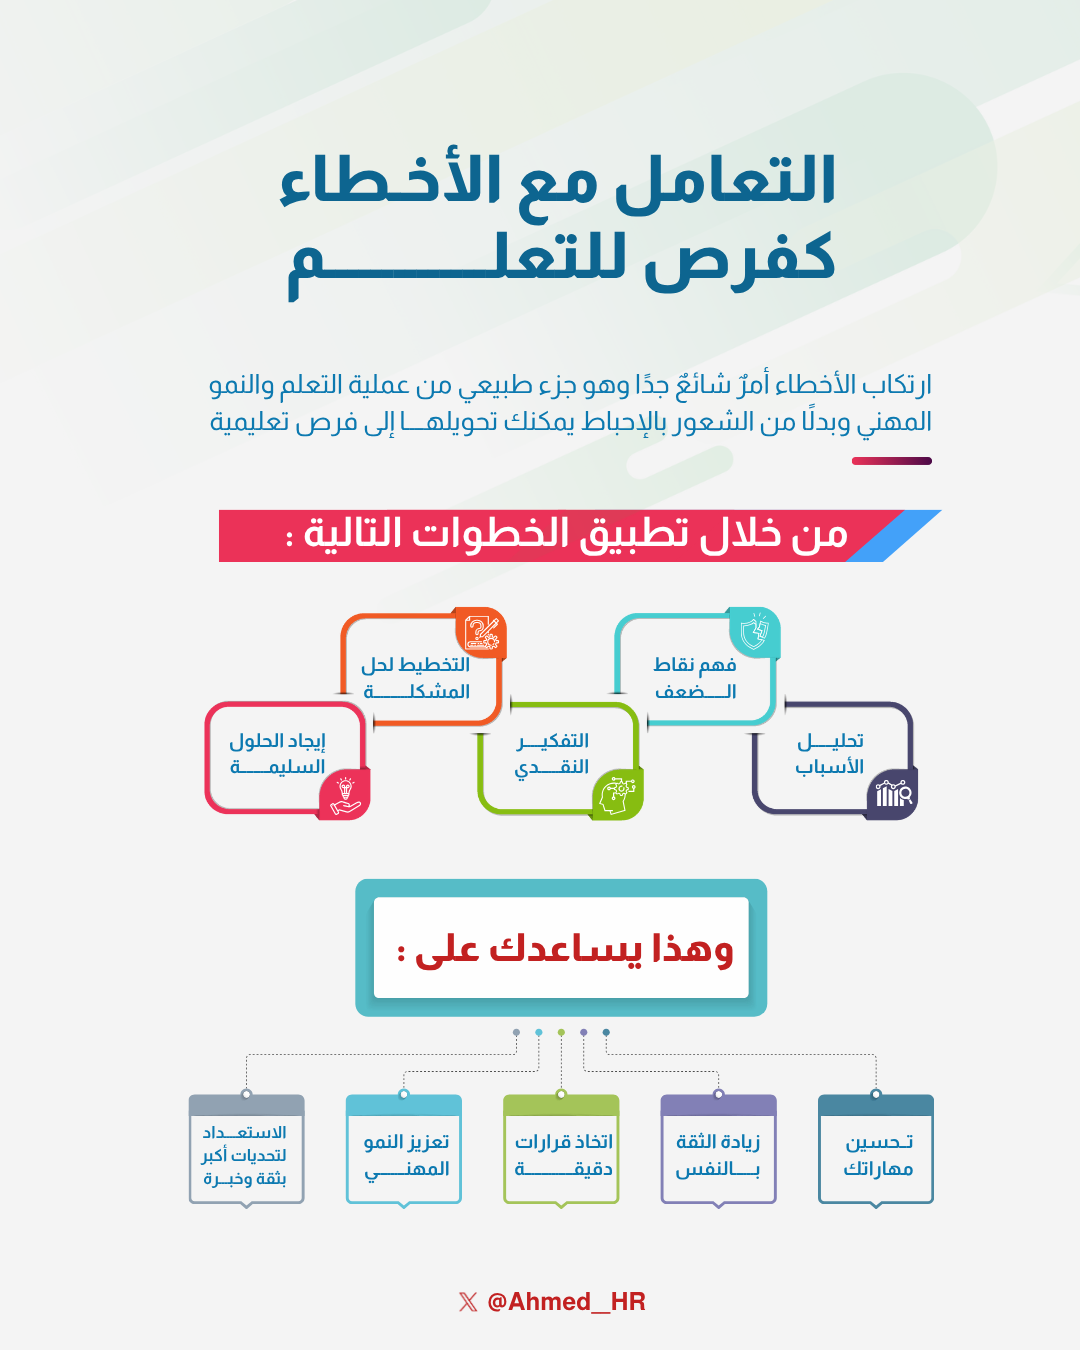 التعامل مع الأخطاء
كفرص للتعلم
ارتكاب الأخطاء أمرٌ شائعٌ جدًا وهو جزء طبيعي من عملية التعلم والنمو
المهني وبدلًا من الشعور بالإحباط يمكنك تحويلها إلى فرص تعليمية
من خلال تطبيق الخطوات التالية :
تحليل
الأسباب
فهم نقاط
الضعف
التفكير
النقدي
التخطيط لحل
المشكلة
إيجاد الحلول
السليمة
وهذا يساعدك على :
تحسين
مهاراتك
زيادة الثقة
بالنفس
اتخاذ قرارات
دقيقة
تعزيز النمو
المهني
الاستعداد
لتحديات أكبر
بثقة وخبرة
@Ahmed_HR